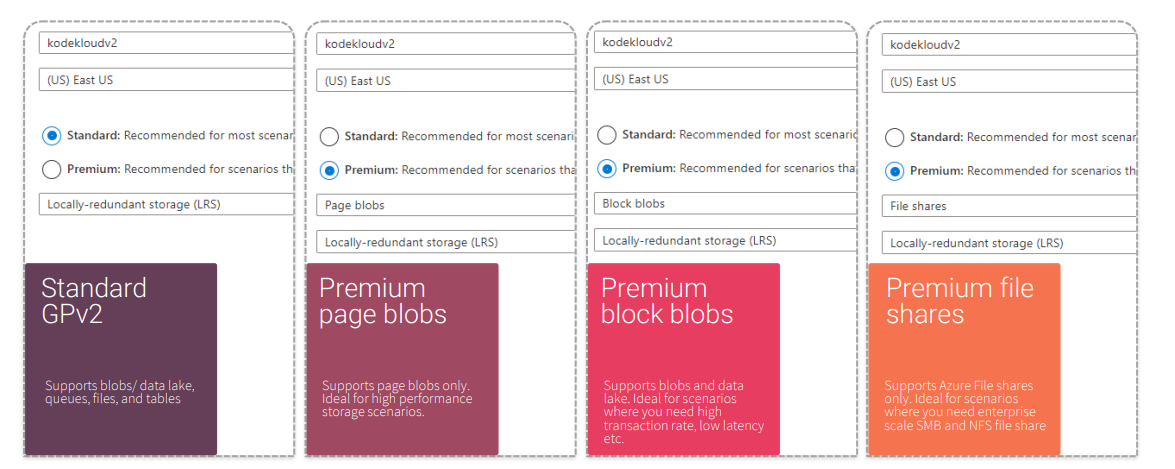 kodekloudv2
(US) East US
Standard: Recommended for most scenar
Premium: Recommended for scenarios tha
Locally-redundant storage (LRS)
Standard
GPv2
Supports blobs/ data lake,
queues, files, and tables
kodekloudv2
(US) East US
Standard: Recommended for most scenari
Premium: Recommended for scenarios tha
Page blobs
Locally-redundant storage (LRS)
Premium
page blobs
Supports page blobs only.
Ideal for high performance
storage scenarios.
kodekloudv2
(US) East US
Standard: Recommended for most scenario
Premium: Recommended for scenarios tha
Block blobs
Locally-redundant storage (LRS)
Premium
block blobs
Supports blobs and data
lake. Ideal for scenarios
where you need high
transaction rate, low latency
etc.
kodekloudv2
(US) East US
Standard: Recommended for most scenar
Premium: Recommended for scenarios tha
File shares
Locally-redundant storage (LRS)
Premium file
shares
Supports Azure File shares
only. Ideal for scenarios
where you need enterprise
scale SMB and NFS file share